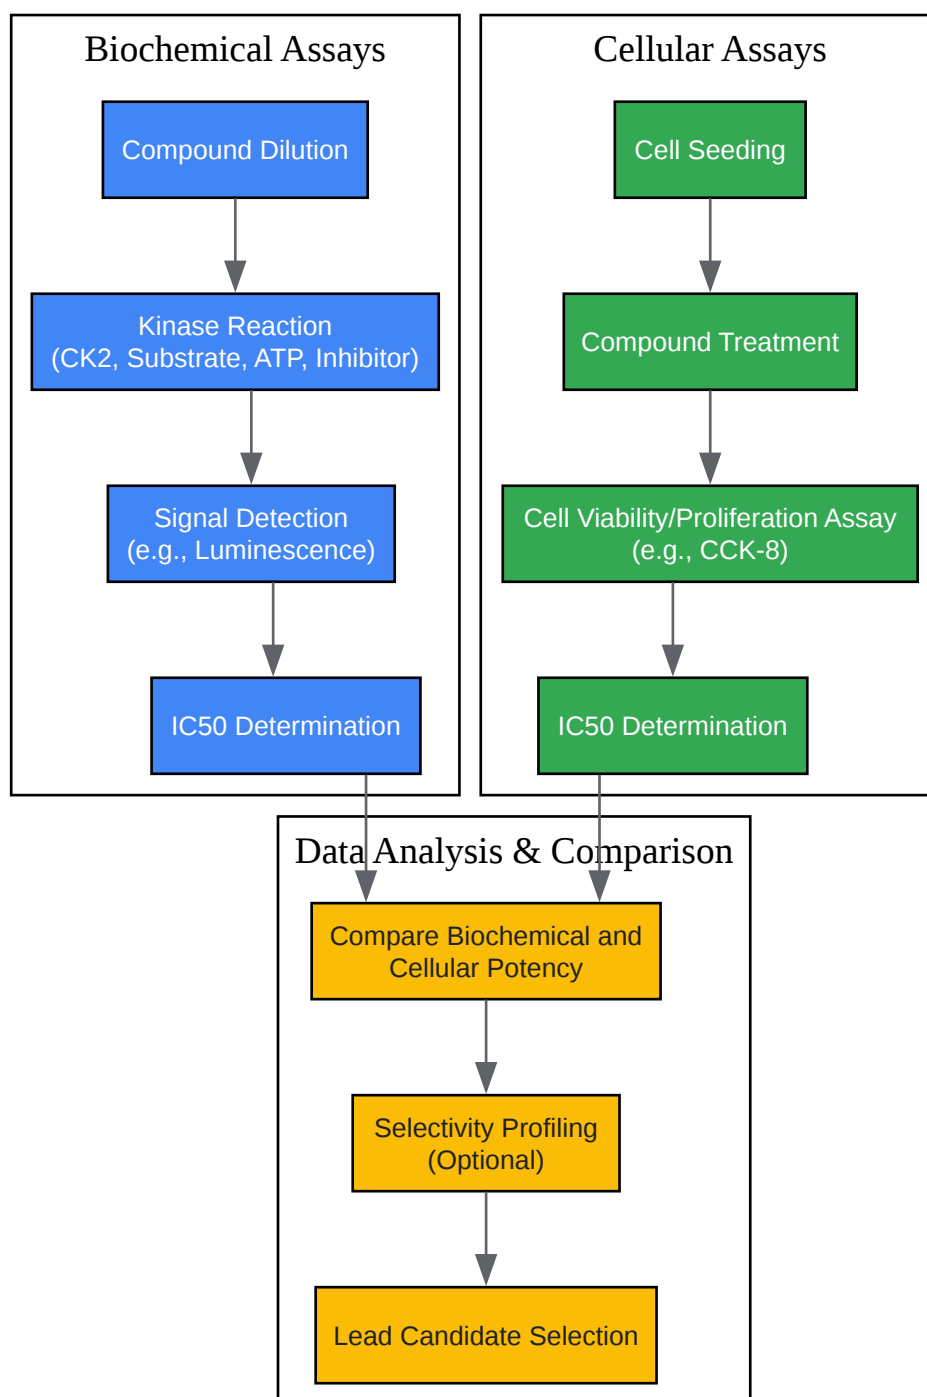 Biochemical Assays
Compound Dilution
Kinase Reaction
(CK2, Substrate, ATP, Inhibitor)
Signal Detection
(e.g., Luminescence)
IC50 Determination
Cellular Assays
Cell Seeding
Compound Treatment
Cell Viability/Proliferation Assay
(e.g., CCK-8)
IC50 Determination
Data Analysis & Comparison
Compare Biochemical and
Cellular Potency
Selectivity Profiling
(Optional)
Lead Candidate Selection